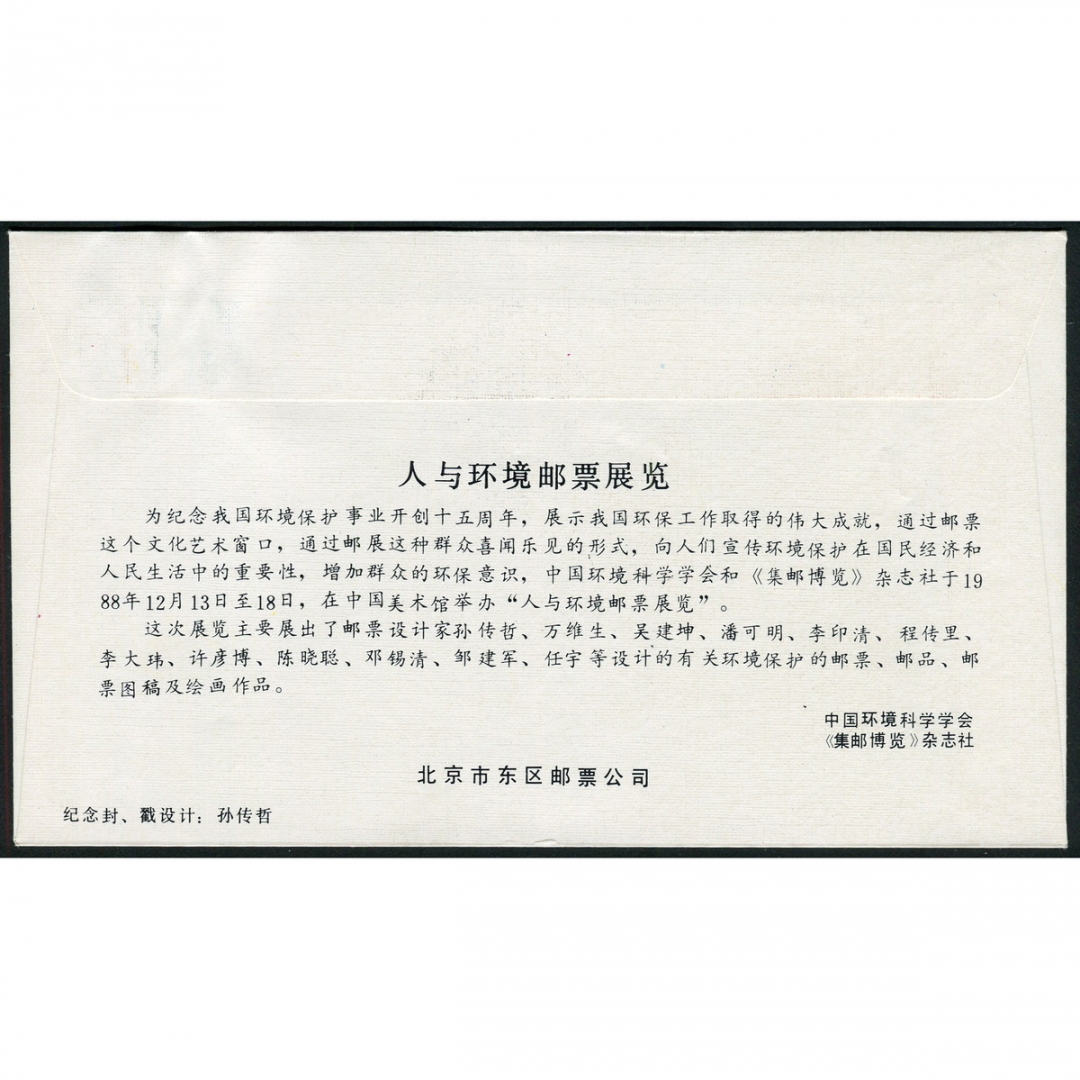 人与环境邮票展览
为纪念我国环境保护事业开创十五周年，展示我国环保工作取得的伟大成就，通过邮票
这个文化艺术窗口，通过邮展这种群众喜闻乐见的形式，向人们宣传环境保护在国民经济和
人民生活中的重要性，增加群众的环保意识，中国环境科学学会和《集邮博览》杂志社于19
88年12月13日至18日，在中国美术馆举办“人与环境邮票展览”。
这次展览主要展出了邮票设计家孙传哲、万维生、吴建坤、潘可明、李印清、程传里、
李大玮、许彦博、陈晓聪、邓锡清、邹建军、任宇等设计的有关环境保护的邮票、邮品、邮
票图稿及绘画作品。
中国环境科学学会
《集邮博览》杂志社
北京市东区邮票公司
纪念封、戳设计：孙传哲